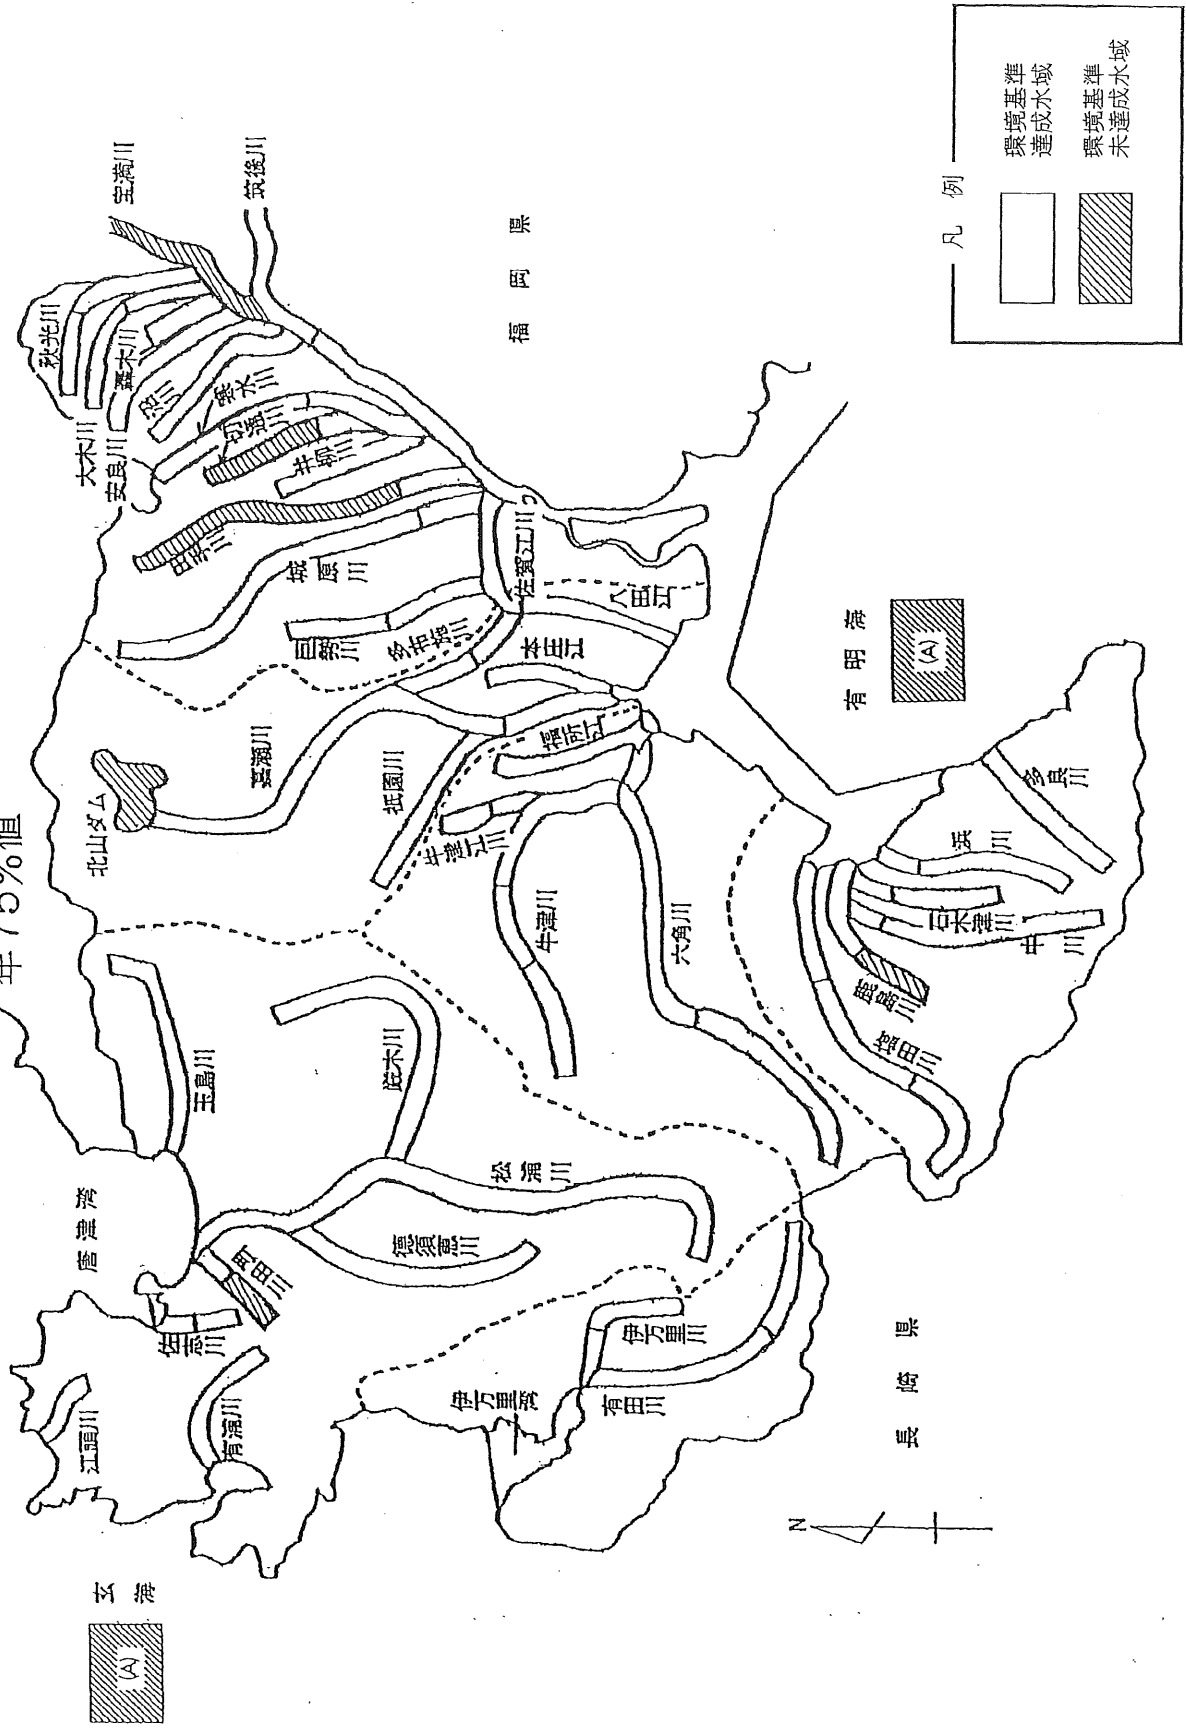 年75%値
玄海
(A)
唐津湾
江頭川
有浦川
佐志川
町田川
玉島川
徳須恵川
松浦川
厳木川
伊万里湾
伊万里川
有田川
長崎県
N
北山ダム
嘉瀬川
祇園川
牛津江川
牛津川
六角川
福所江
本庄江
八田江
佐賀江川
多布施川
巨勢川
城原川
田手川
井柳川
切通川
寒水川
沼川
安良川
大木川
轟木川
秋光川
宝満川
筑後川
福岡県
有明海
(A)
塩田川
鹿島川
中川
石木津川
浜川
多良川
凡例
環境基準
達成水域
環境基準
未達成水域